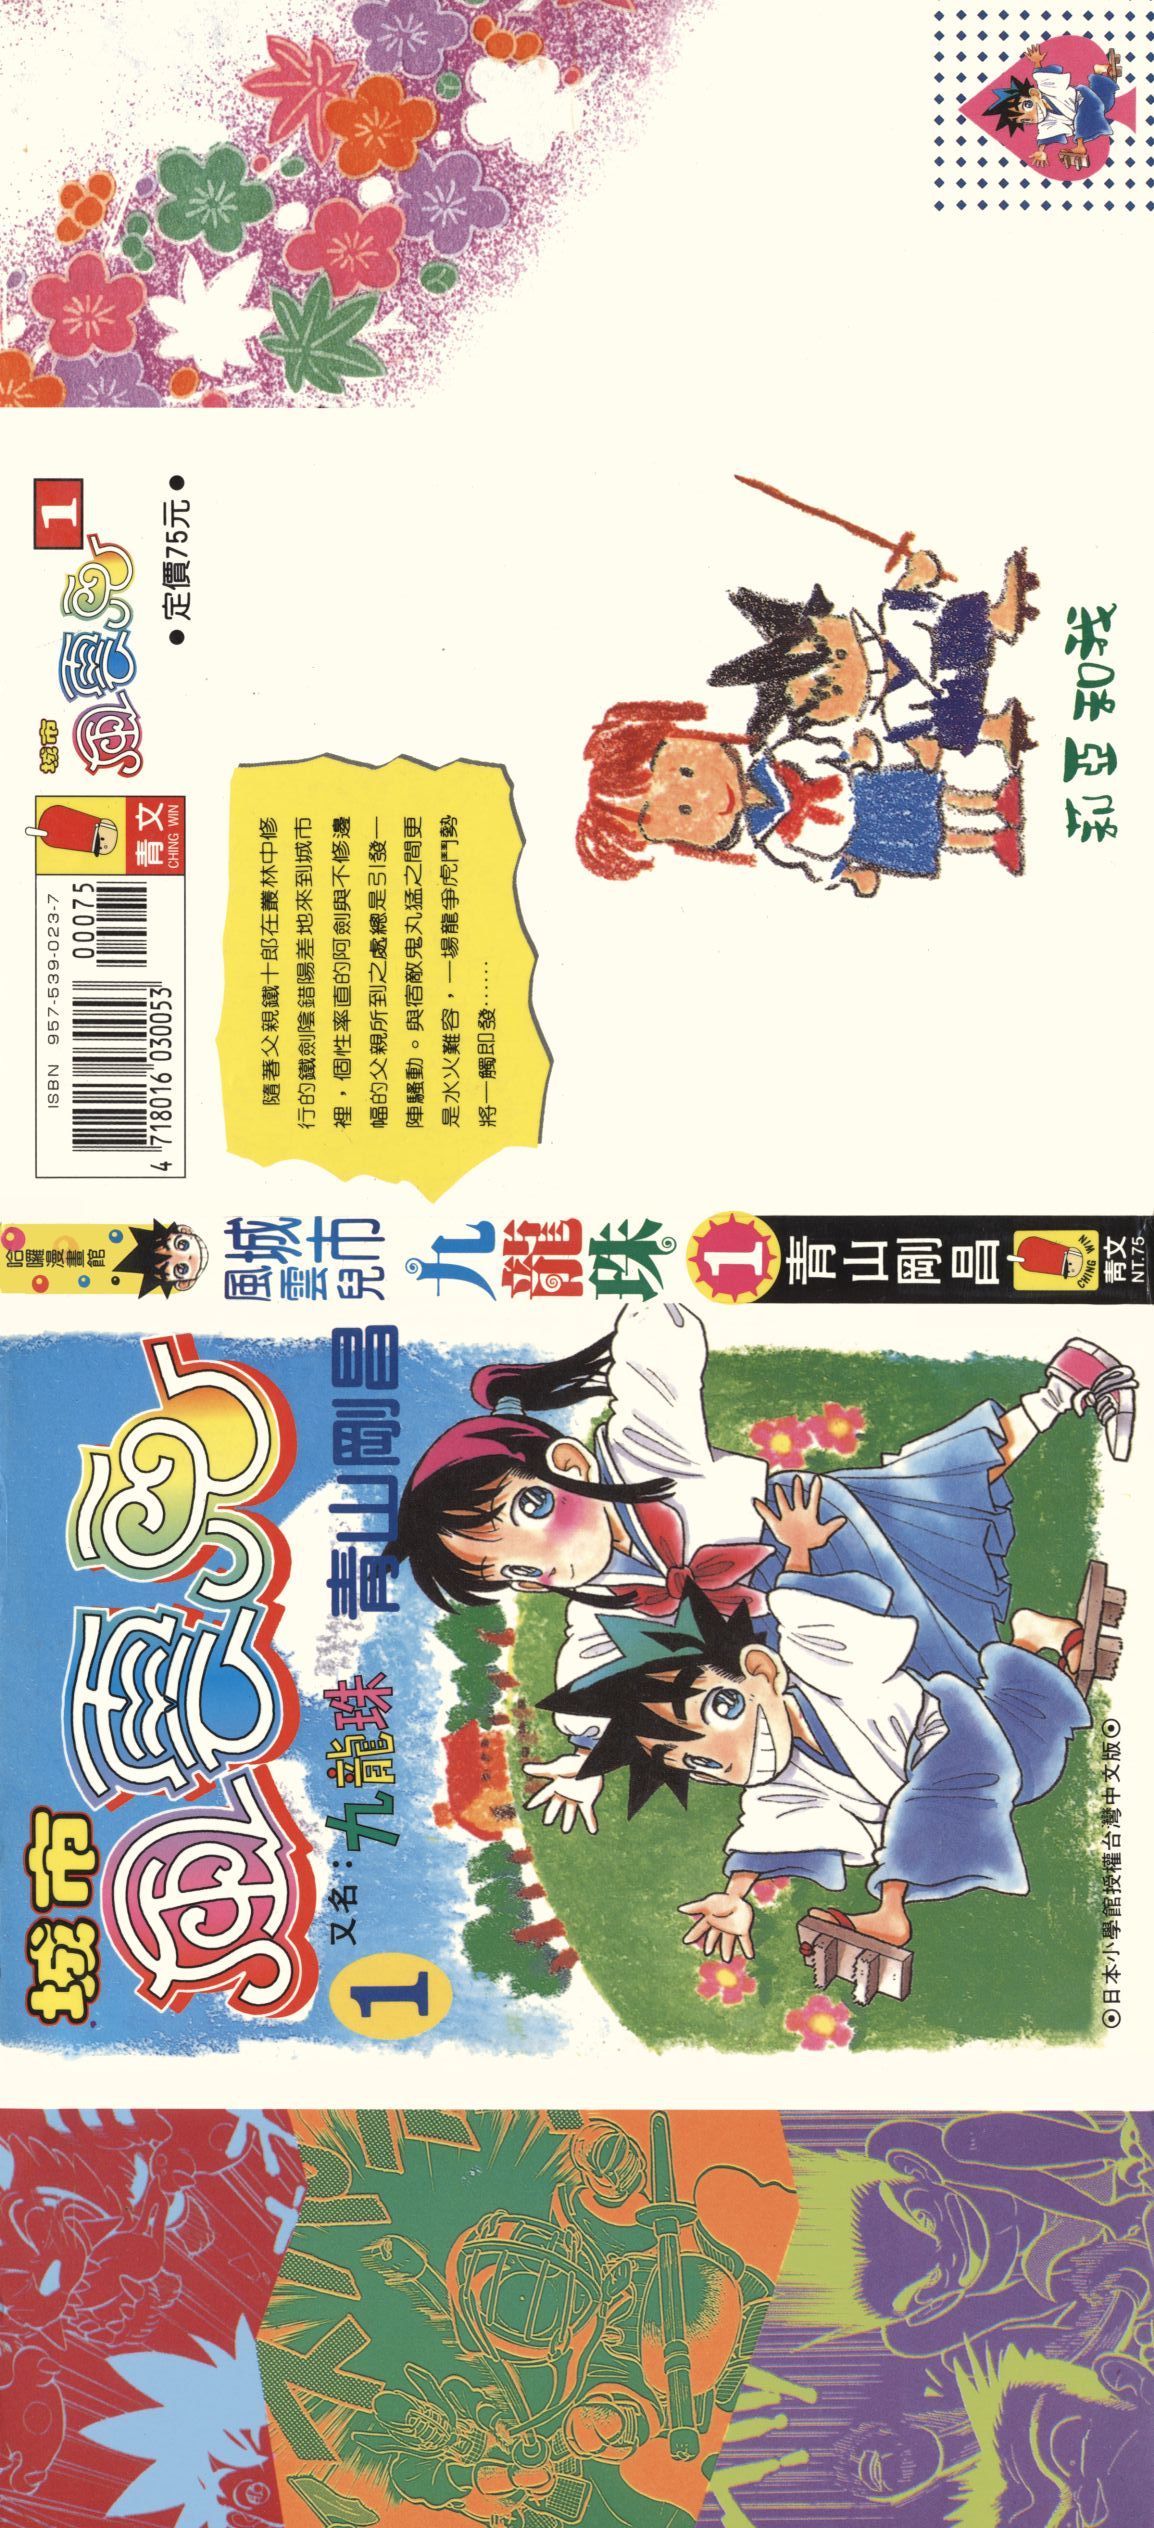 城市
風雲兒
1
又名：九龍珠
青山剛昌
⊙日本小學館授權台灣中文版⊙
哈囉漫畫館
城市
風雲兒
九龍珠
1
青山剛昌
CHING WIN
青文
NT.75
城市
風雲兒
1
●定價75元●
青文
CHING WIN
ISBN 957-539-023-7
00075
4 718016 030053
隨著父親鐵十郎在叢林中修
行的鐵劍陰錯陽差地來到城市
裡，個性率直的阿劍與不修邊
幅的父親所到之處總是引發一
陣騷動。與宿敵鬼丸猛之間更
是水火難容，一場龍爭虎鬥勢
將一觸即發……
莉亞和我